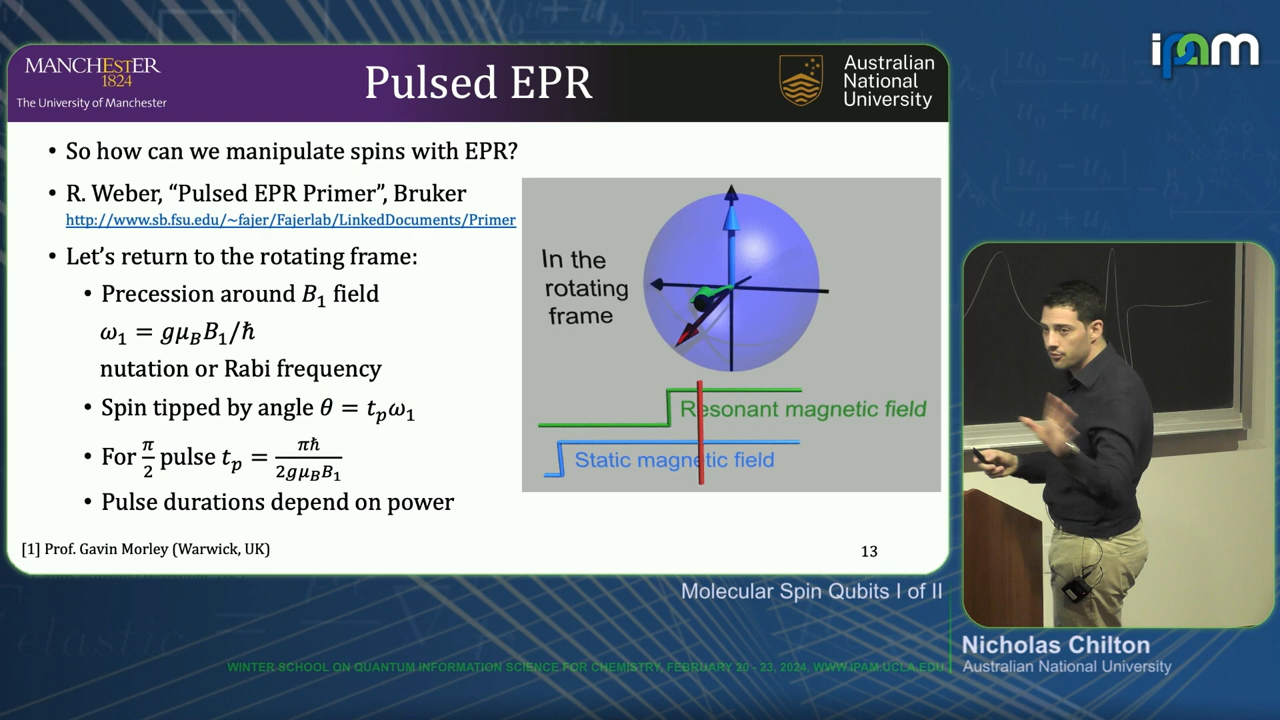 MANCHESTER
1824
The University of Manchester
Pulsed EPR
Australian
National
University
ipam
• So how can we manipulate spins with EPR?
• R. Weber, “Pulsed EPR Primer”, Bruker
http://www.sb.fsu.edu/~fajer/Fajerlab/LinkedDocuments/Primer
• Let’s return to the rotating frame:
• Precession around B₁ field
ω₁ = gμ_B B₁/ħ
nutation or Rabi frequency
• Spin tipped by angle θ = t_p ω₁
• For π/2 pulse t_p = πħ/2gμ_B B₁
• Pulse durations depend on power
In the
rotating
frame
Resonant magnetic field
Static magnetic field
[1] Prof. Gavin Morley (Warwick, UK)
13
Molecular Spin Qubits I of II
Nicholas Chilton
Australian National University
WINTER SCHOOL ON QUANTUM INFORMATION SCIENCE FOR CHEMISTRY, FEBRUARY 20 - 23, 2024, WWW.IPAM.UCLA.EDU